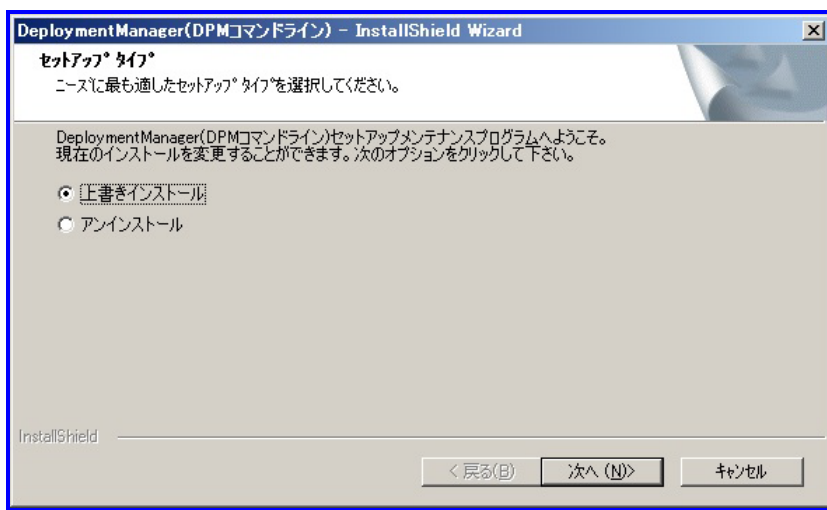 DeploymentManager(DPMコマンドライン) - InstallShield Wizard
セットアップ タイプ
ニーズに最も適したセットアップ タイプを選択してください。
DeploymentManager(DPMコマンドライン)セットアップメンテナンスプログラムへようこそ。
現在のインストールを変更することができます。次のオプションをクリックして下さい。
上書きインストール
アンインストール
InstallShield
< 戻る(B)
次へ (N)>
キャンセル